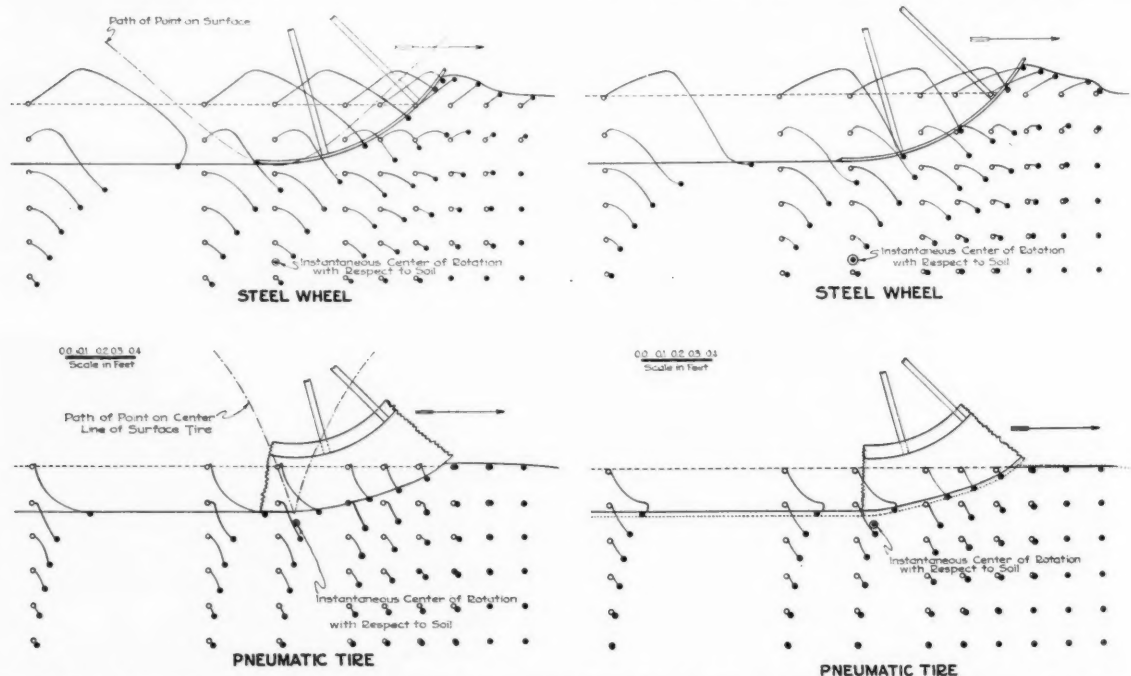 Path of Point on Surface
Instantaneous Center of Rotation
with Respect to Soil
STEEL WHEEL
Instantaneous Center of Rotation
with Respect to Soil
STEEL WHEEL
0.0 0.1 0.2 0.3 0.4
Scale in Feet
Path of Point on Center
Line of Surface Tire
Instantaneous Center of Rotation
with Respect to Soil
PNEUMATIC TIRE
0.0 0.1 0.2 0.3 0.4
Scale in Feet
Instantaneous Center of Rotation
with Respect to Soil
PNEUMATIC TIRE